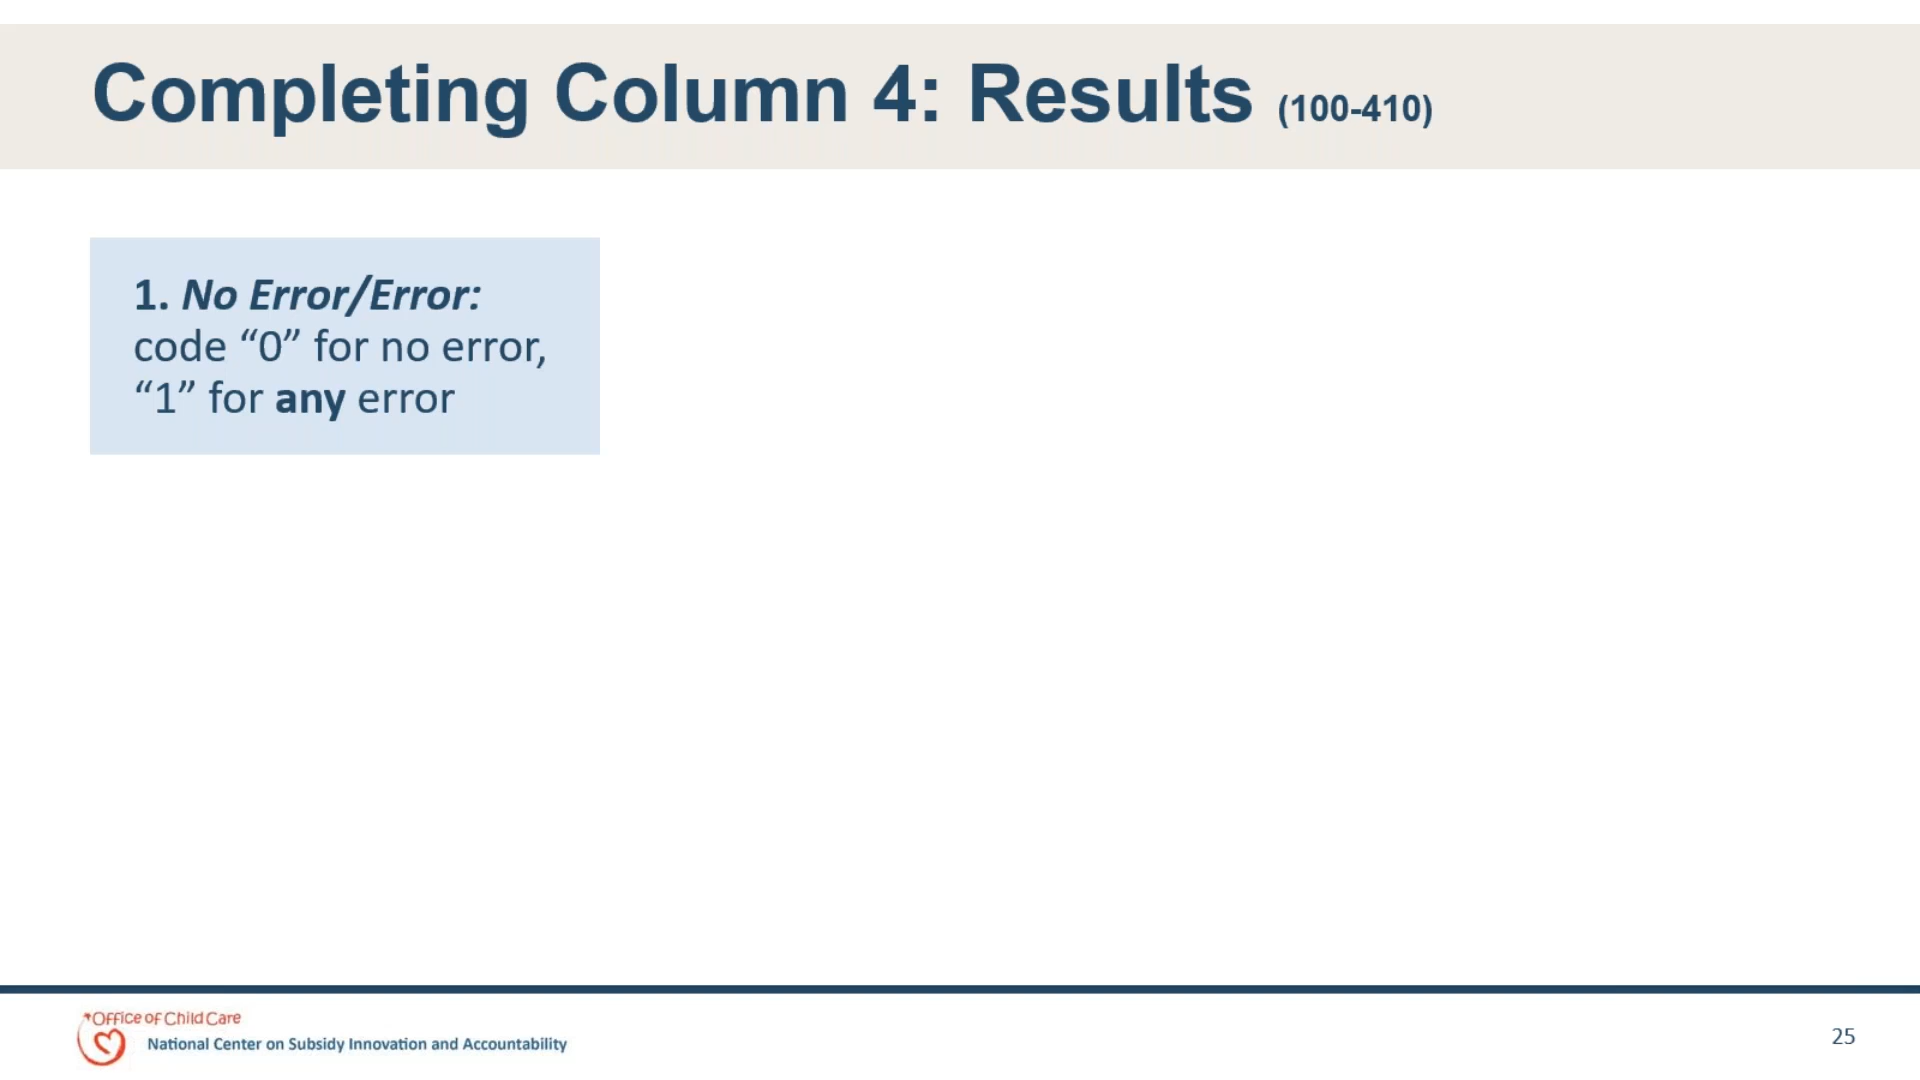 Completing Column 4: Results (100-410)
1. No Error/Error:
code “0” for no error,
“1” for any error
Office of Child Care
National Center on Subsidy Innovation and Accountability
25